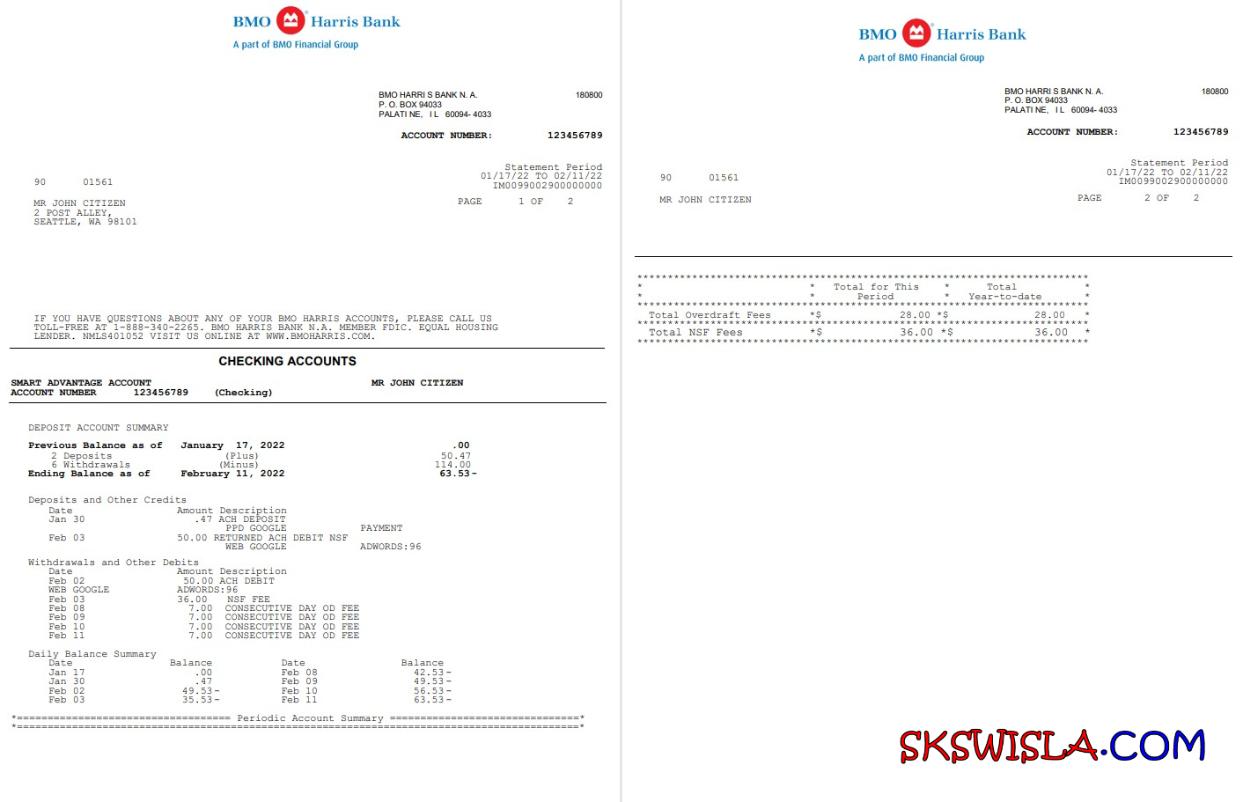 BMO Harris Bank
A part of BMO Financial Group
BMO HARRI S BANK N. A. 180800
P. O. BOX 94033
PALATI NE, I L 60094- 4033
ACCOUNT NUMBER: 123456789
Statement Period
01/17/22 TO 02/11/22
IM0099002900000000
90 01561
MR JOHN CITIZEN
2 POST ALLEY,
SEATTLE, WA 98101
PAGE 1 OF 2
IF YOU HAVE QUESTIONS ABOUT ANY OF YOUR BMO HARRIS ACCOUNTS, PLEASE CALL US
TOLL-FREE AT 1-888-340-2265. BMO HARRIS BANK N.A. MEMBER FDIC. EQUAL HOUSING
LENDER. NMLS401052 VISIT US ONLINE AT WWW.BMOHARRIS.COM.
CHECKING ACCOUNTS
SMART ADVANTAGE ACCOUNT MR JOHN CITIZEN
ACCOUNT NUMBER 123456789 (Checking)
DEPOSIT ACCOUNT SUMMARY
Previous Balance as of January 17, 2022 .00
2 Deposits (Plus) 50.47
6 Withdrawals (Minus) 114.00
Ending Balance as of February 11, 2022 63.53-
Deposits and Other Credits
Date Amount Description
Jan 30 .47 ACH DEPOSIT
PPD GOOGLE PAYMENT
Feb 03 50.00 RETURNED ACH DEBIT NSF
WEB GOOGLE ADWORDS:96
Withdrawals and Other Debits
Date Amount Description
Feb 02 50.00 ACH DEBIT
WEB GOOGLE ADWORDS:96
Feb 03 36.00 NSF FEE
Feb 08 7.00 CONSECUTIVE DAY OD FEE
Feb 09 7.00 CONSECUTIVE DAY OD FEE
Feb 10 7.00 CONSECUTIVE DAY OD FEE
Feb 11 7.00 CONSECUTIVE DAY OD FEE
Daily Balance Summary
Date Balance Date Balance
Jan 17 .00 Feb 08 42.53-
Jan 30 .47 Feb 09 49.53-
Feb 02 49.53- Feb 10 56.53-
Feb 03 35.53- Feb 11 63.53-
*=================================== Periodic Account Summary ===============================*
BMO Harris Bank
A part of BMO Financial Group
BMO HARRI S BANK N. A. 180800
P. O. BOX 94033
PALATI NE, I L 60094- 4033
ACCOUNT NUMBER: 123456789
Statement Period
01/17/22 TO 02/11/22
IM0099002900000000
90 01561
MR JOHN CITIZEN
PAGE 2 OF 2
* * Total for This * Total *
* * Period * Year-to-date *
Total Overdraft Fees *$ 28.00 *$ 28.00 *
Total NSF Fees *$ 36.00 *$ 36.00 *
SKSWISLA.COM